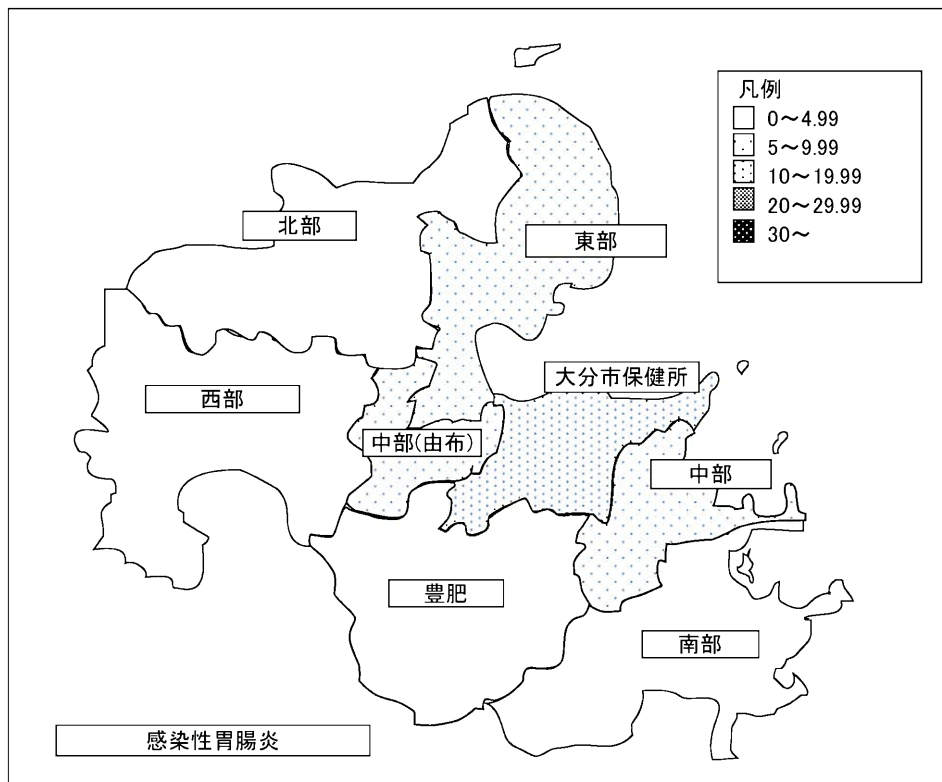 凡例
0～4.99
5～9.99
10～19.99
20～29.99
30～
北部
東部
大分市保健所
西部
中部(由布)
中部
豊肥
南部
感染性胃腸炎